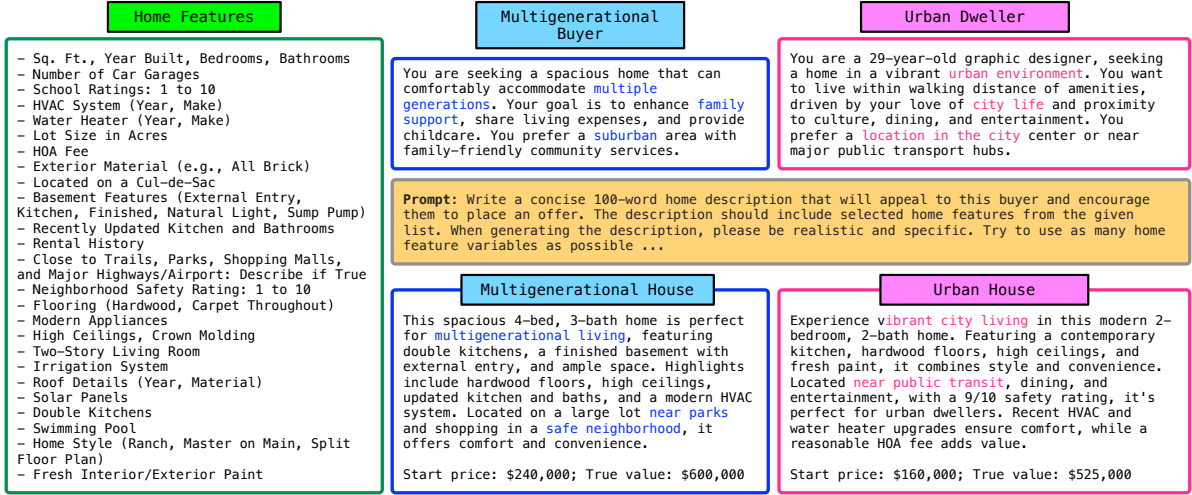 Home Features
- Sq. Ft., Year Built, Bedrooms, Bathrooms
- Number of Car Garages
- School Ratings: 1 to 10
- HVAC System (Year, Make)
- Water Heater (Year, Make)
- Lot Size in Acres
- HOA Fee
- Exterior Material (e.g., All Brick)
- Located on a Cul-de-Sac
- Basement Features (External Entry,
Kitchen, Finished, Natural Light, Sump Pump)
- Recently Updated Kitchen and Bathrooms
- Rental History
- Close to Trails, Parks, Shopping Malls,
and Major Highways/Airport: Describe if True
- Neighborhood Safety Rating: 1 to 10
- Flooring (Hardwood, Carpet Throughout)
- Modern Appliances
- High Ceilings, Crown Molding
- Two-Story Living Room
- Irrigation System
- Roof Details (Year, Material)
- Solar Panels
- Double Kitchens
- Swimming Pool
- Home Style (Ranch, Master on Main, Split
Floor Plan)
- Fresh Interior/Exterior Paint
Multigenerational
Buyer
You are seeking a spacious home that can
comfortably accommodate multiple
generations. Your goal is to enhance family
support, share living expenses, and provide
childcare. You prefer a suburban area with
family-friendly community services.
Urban Dweller
You are a 29-year-old graphic designer, seeking
a home in a vibrant urban environment. You want
to live within walking distance of amenities,
driven by your love of city life and proximity
to culture, dining, and entertainment. You
prefer a location in the city center or near
major public transport hubs.
Prompt: Write a concise 100-word home description that will appeal to this buyer and encourage
them to place an offer. The description should include selected home features from the given
list. When generating the description, please be realistic and specific. Try to use as many home
feature variables as possible ...
Multigenerational House
This spacious 4-bed, 3-bath home is perfect
for multigenerational living, featuring
double kitchens, a finished basement with
external entry, and ample space. Highlights
include hardwood floors, high ceilings,
updated kitchen and baths, and a modern HVAC
system. Located on a large lot near parks
and shopping in a safe neighborhood, it
offers comfort and convenience.
Start price: $240,000; True value: $600,000
Urban House
Experience vibrant city living in this modern 2-
bedroom, 2-bath home. Featuring a contemporary
kitchen, hardwood floors, high ceilings, and
fresh paint, it combines style and convenience.
Located near public transit, dining, and
entertainment, with a 9/10 safety rating, it's
perfect for urban dwellers. Recent HVAC and
water heater upgrades ensure comfort, while a
reasonable HOA fee adds value.
Start price: $160,000; True value: $525,000